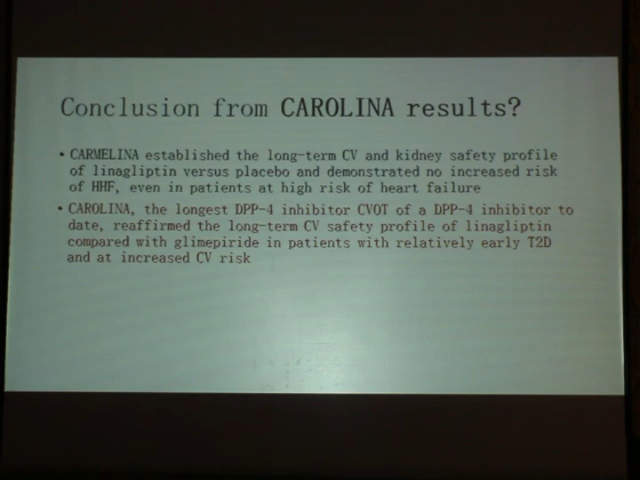 Conclusion from CAROLINA results?
• CARMELINA established the long-term CV and kidney safety profile
of linagliptin versus placebo and demonstrated no increased risk
of HHF, even in patients at high risk of heart failure
• CAROLINA, the longest DPP-4 inhibitor CVOT of a DPP-4 inhibitor to
date, reaffirmed the long-term CV safety profile of linagliptin
compared with glimepiride in patients with relatively early T2D
and at increased CV risk